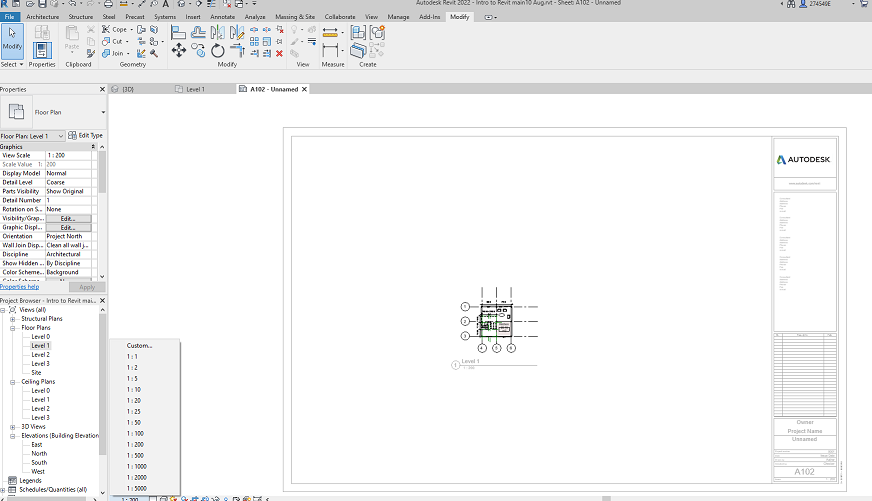 Autodesk Revit 2022 - Intro to Revit main10 Aug.rvt - Sheet: A102 - Unnamed
274549E
File Architecture Structure Steel Precast Systems Insert Annotate Analyze Massing & Site Collaborate View Manage Add-Ins Modify
Modify
Paste
Cope
Cut
Join
Select Properties Clipboard Geometry Modify View Measure Create
Properties
(3D)
Level 1
A102 - Unnamed
Floor Plan
Floor Plan: Level 1
Edit Type
Graphics
View Scale 1 : 200
Scale Value 1: 200
Display Model Normal
Detail Level Coarse
Parts Visibility Show Original
Detail Number 1
Rotation on S... None
Visibility/Grap... Edit...
Graphic Displ... Edit...
Orientation Project North
Wall Join Disp... Clean all wall j...
Discipline Architectural
Show Hidden ... By Discipline
Color Scheme... Background
Properties help
Apply
Project Browser - Intro to Revit mai...
Views (all)
Structural Plans
Floor Plans
Level 0
Level 1
Level 2
Level 3
Site
Ceiling Plans
Level 0
Level 1
Level 2
Level 3
3D Views
Elevations (Building Elevation
East
North
South
West
Legends
Schedules/Quantities (all)
Custom...
1 : 1
1 : 2
1 : 5
1 : 10
1 : 20
1 : 25
1 : 50
1 : 100
1 : 200
1 : 500
1 : 1000
1 : 2000
1 : 5000
1 : 200
1
2
3
4
5
6
1
Level 1
1 : 200
AUTODESK
Owner
Project Name
Unnamed
A102